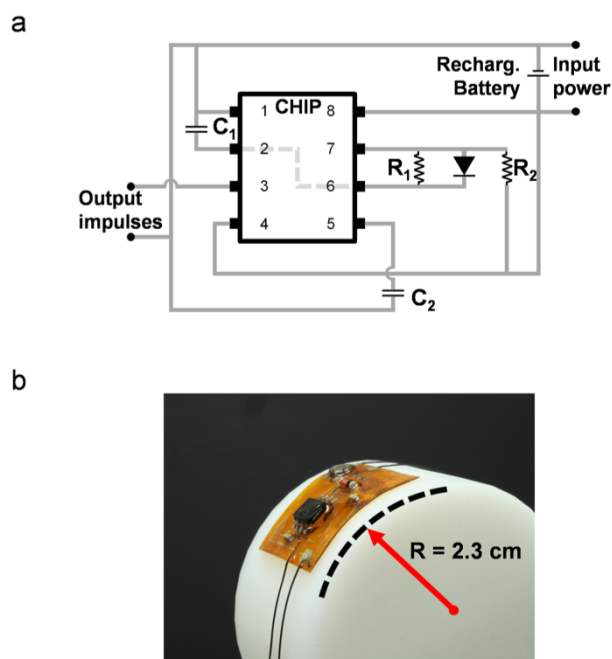 a
Recharg. Input
Battery power
CHIP
1 8
C1
2 7
R1 R2
3 6
Output
impulses
4 5
C2
b
R = 2.3 cm